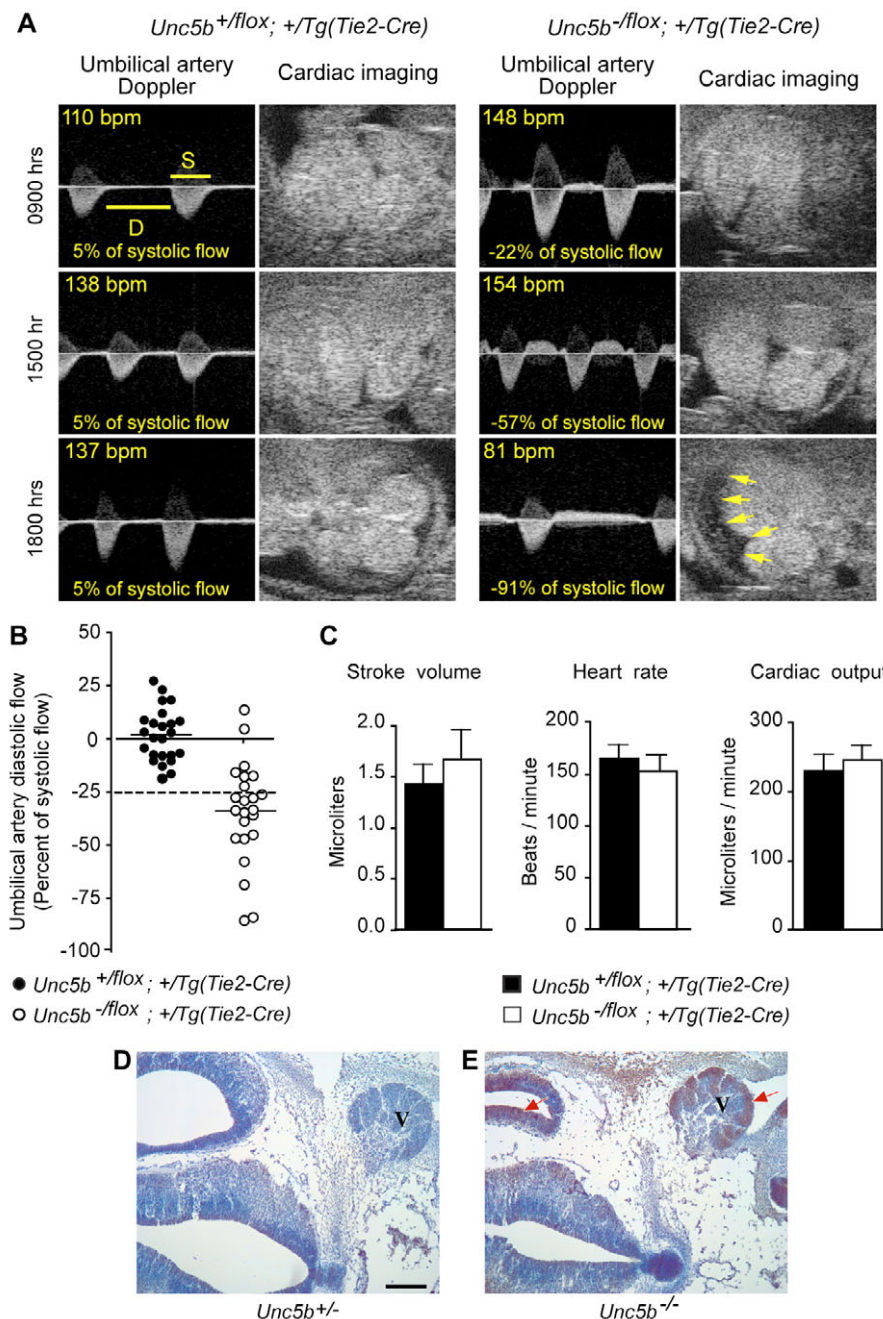 A
Unc5b+/flox; +/Tg(Tie2-Cre)
Unc5b-/flox; +/Tg(Tie2-Cre)
Umbilical artery
Doppler
Cardiac imaging
Umbilical artery
Doppler
Cardiac imaging
0900 hrs
110 bpm
S
D
5% of systolic flow
148 bpm
-22% of systolic flow
1500 hr
138 bpm
5% of systolic flow
154 bpm
-57% of systolic flow
1800 hrs
137 bpm
5% of systolic flow
81 bpm
-91% of systolic flow
B
Umbilical artery diastolic flow
(Percent of systolic flow)
50
25
0
-25
-50
-75
-100
Unc5b+/flox; +/Tg(Tie2-Cre)
Unc5b-/flox; +/Tg(Tie2-Cre)
C
Stroke volume
Microliters
2.0
1.5
1.0
0.5
0.0
Heart rate
Beats / minute
200
150
100
50
0
Cardiac output
Microliters / minute
300
200
100
0
Unc5b+/flox; +/Tg(Tie2-Cre)
Unc5b-/flox; +/Tg(Tie2-Cre)
D
V
Unc5b+/-
E
V
Unc5b-/-